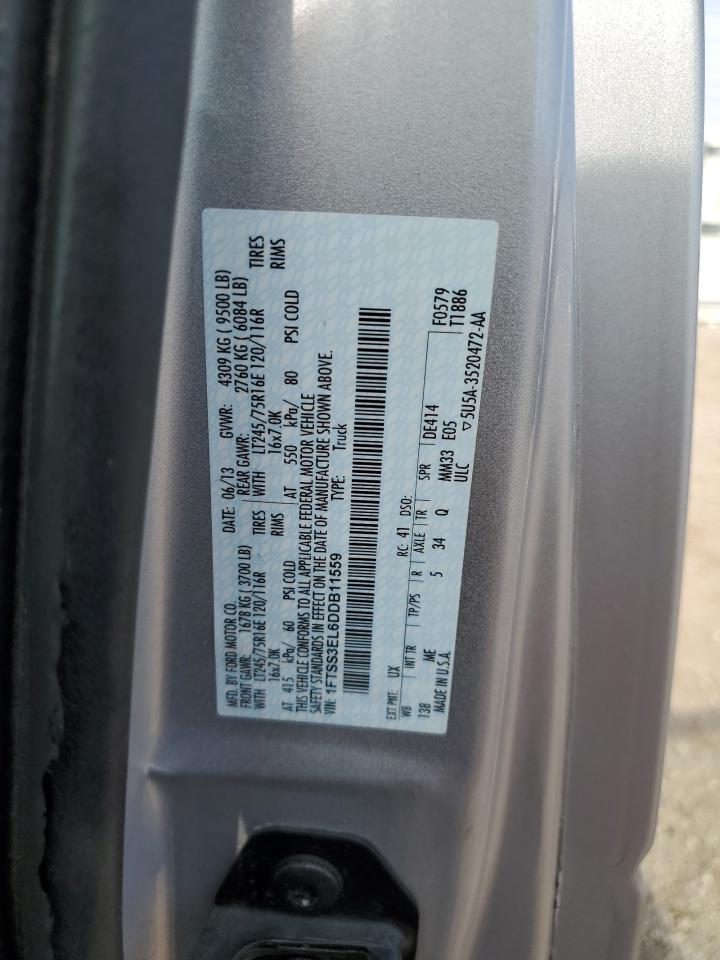 MFD. BY FORD MOTOR CO.
DATE: 06/13 GVWR: 4309 KG ( 9500 LB)
FRONT GAWR: 1678 KG ( 3700 LB) REAR GAWR: 2760 KG ( 6084 LB)
WITH LT245/75R16E 120/116R TIRES WITH LT245/75R16E 120/116R TIRES
16x7.0K RIMS 16x7.0K RIMS
AT 415 kPa/ 60 PSI COLD AT 550 kPa/ 80 PSI COLD
THIS VEHICLE CONFORMS TO ALL APPLICABLE FEDERAL MOTOR VEHICLE
SAFETY STANDARDS IN EFFECT ON THE DATE OF MANUFACTURE SHOWN ABOVE.
VIN: 1FTSS3EL6DDB11559 TYPE: Truck
F0579
T1886
EXT PNT: UX RC: 41 DSO:
WB INT TR TP/PS R AXLE TR SPR DE414
138 ME 5 34 Q MM33 E05
MADE IN U.S.A. ULC
▽5U5A-3520472-AA